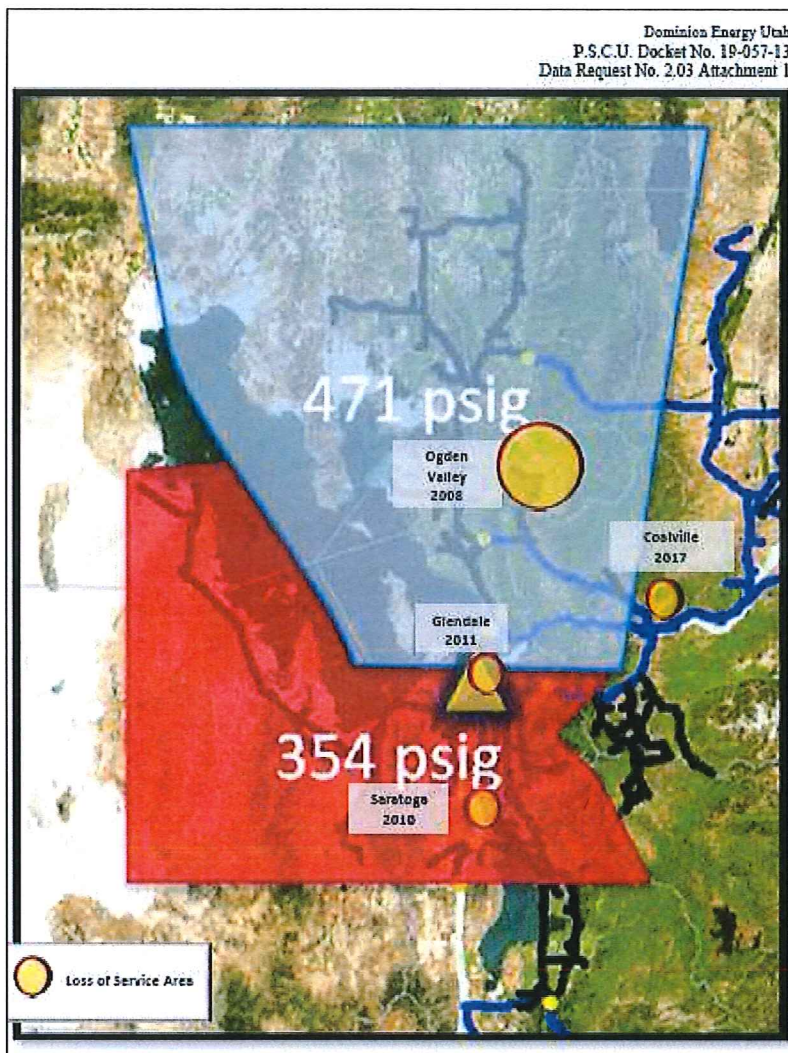 Dominion Energy Utah
P.S.C.U. Docket No. 19-057-13
Data Request No. 2.03 Attachment 1
471 psig
Ogden
Valley
2008
Coalville
2017
Glendale
2011
354 psig
Saratoga
2010
Loss of Service Area